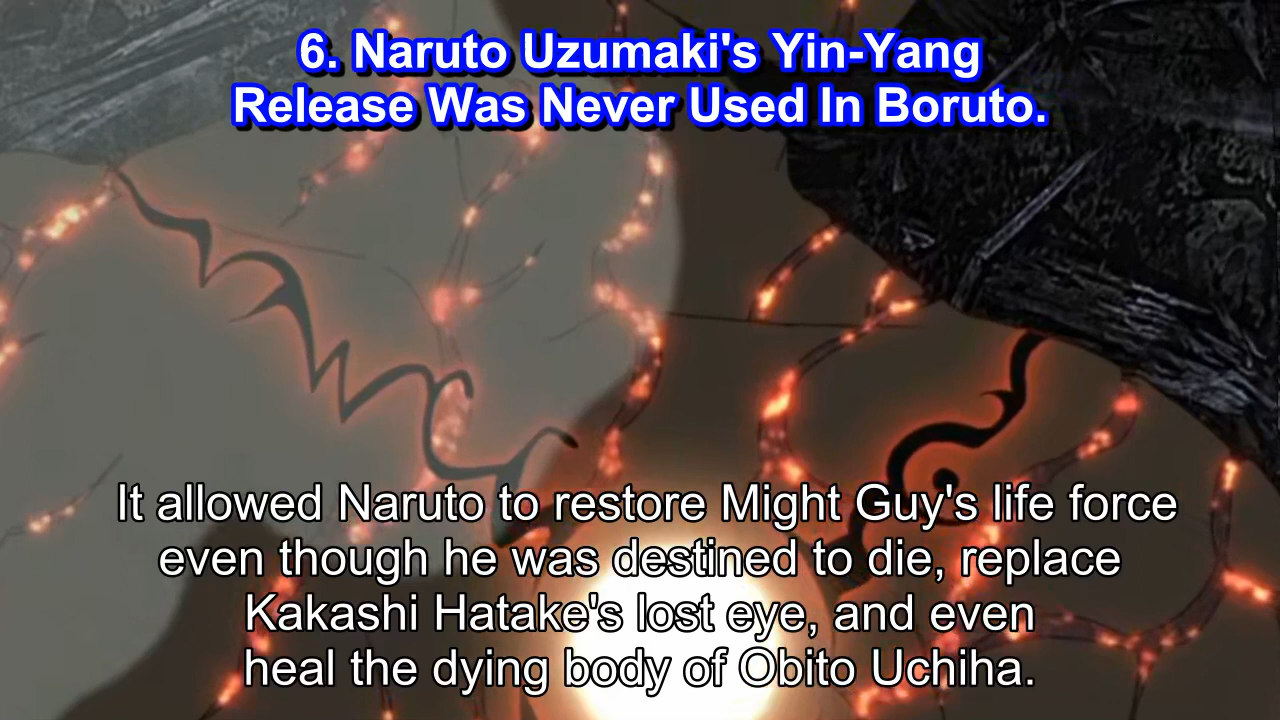 6. Naruto Uzumaki's Yin-Yang
Release Was Never Used In Boruto.
It allowed Naruto to restore Might Guy's life force
even though he was destined to die, replace
Kakashi Hatake's lost eye, and even
heal the dying body of Obito Uchiha.